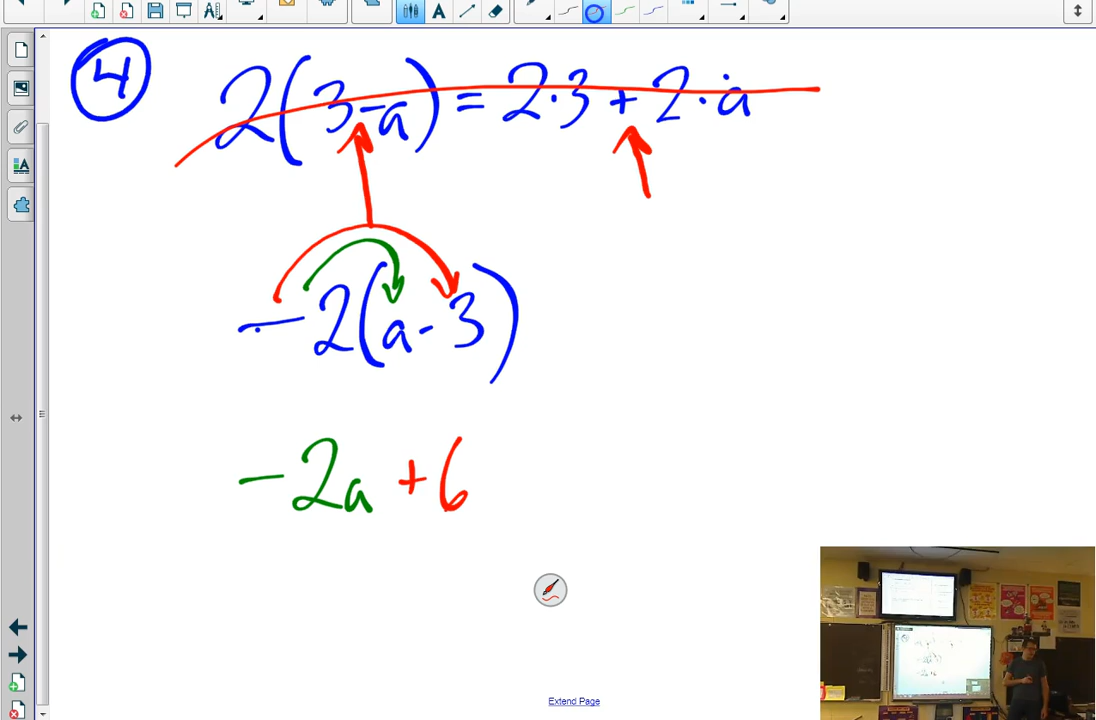 4
2(3-a) = 2·3 + 2·a
-2(a-3)
-2a +6
Extend Page